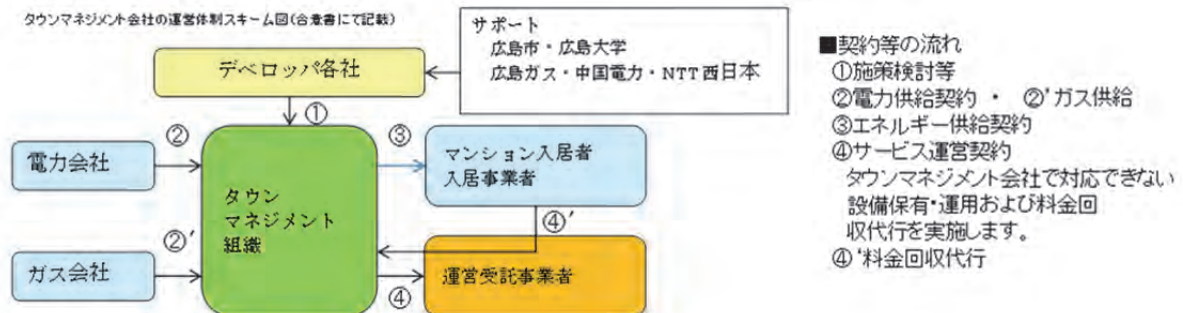 タウンマネジメント会社の運営体制スキーム図(合意書にて記載)
サポート
広島市・広島大学
広島ガス・中国電力・NTT西日本
デベロッパ各社
①
電力会社
②
ガス会社
②’
タウン
マネジメント
組織
③
マンション入居者
入居事業者
④’
④
運営受託事業者
■契約等の流れ
①施策検討等
②電力供給契約 ・ ②’ガス供給
③エネルギー供給契約
④サービス運営契約
タウンマネジメント会社で対応できない
設備保有・運用および料金回
収代行を実施します。
④‘料金回収代行